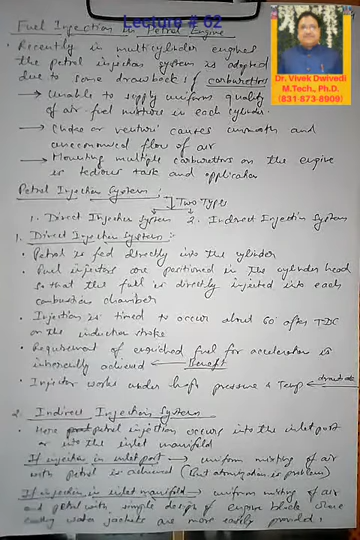 Lecture # 62
Fuel Injection in Petrol Engine
Dr. Vivek Dwivedi
M.Tech., Ph.D.
(831-873-8909)
• Recently in multicylinder engines
the petrol injection system is adopted
due to some drawbacks of carburettors
→ Unable to supply uniform quality
of air-fuel mixture in each cylinder.
→ Choke or venturi causes unsmooth and
uneconomical flow of air
→ Mounting multiple carburettors on the engine
is tedious task and application
Petrol Injection System:
Two Types
1. Direct Injection System 2. Indirect Injection System
1. Direct Injection System:-
• Petrol is fed directly into the cylinder
• Fuel injectors are positioned in the cylinder head
so that the fuel is directly injected into each
combustion chamber
• Injection is timed to occur about 60° after TDC
on the induction stroke
• Requirement of enriched fuel for acceleration is
inherently achieved ← Benefit
• Injector works under high pressure & Temp ← drawback
2. Indirect Injection System
• Here petrol injection occurs into the inlet port
or into the inlet manifold
If injection in inlet port → uniform mixing of air
with petrol is achieved (But atomization is problem)
If injection in inlet manifold → uniform mixing of air
and petrol with simple design of engine block since
cooling water jackets are more easily provided.